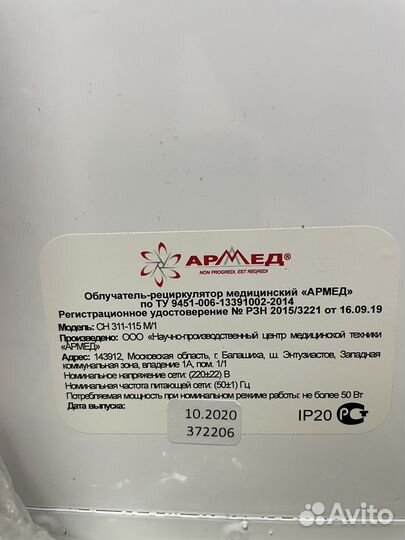 АРМЕД®
NON PROGREDI, EST REGREDI
Облучатель-рециркулятор медицинский «АРМЕД»
по ТУ 9451-006-13391002-2014
Регистрационное удостоверение № РЗН 2015/3221 от 16.09.19
Модель: СН 311-115 М/1
Произведено: ООО «Научно-производственный центр медицинской техники
«АРМЕД»
Адрес: 143912, Московская область, г. Балашиха, ш. Энтузиастов, Западная
коммунальная зона, владение 1А, пом. 1/1
Номинальное напряжение сети: (220±22) В
Номинальная частота питающей сети: (50±1) Гц
Потребляемая мощность при номинальном режиме работы: не более 50 Вт
Дата выпуска:
10.2020
372206
IP20
Avito